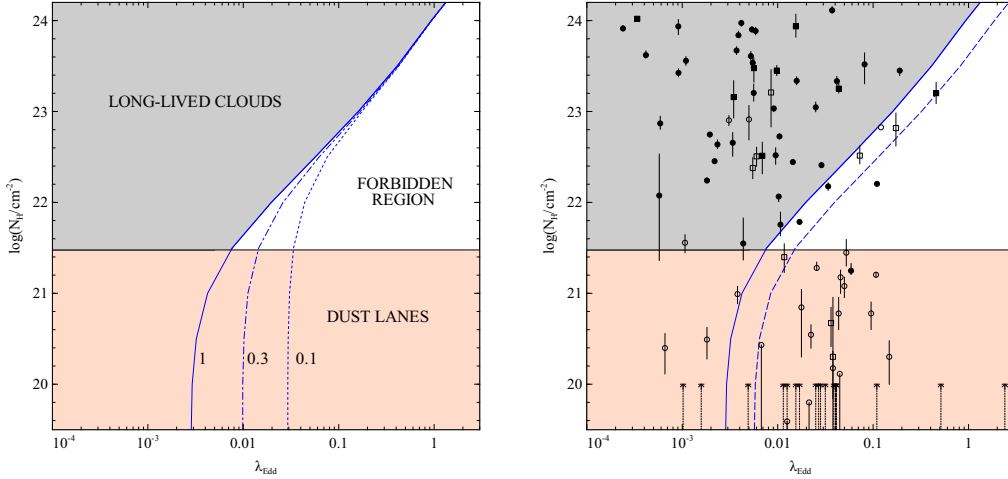 log(N_H/cm^-2)
24
23
22
21
20
LONG-LIVED CLOUDS
FORBIDDEN
REGION
DUST LANES
1
0.3
0.1
10^-4
10^-3
0.01
0.1
1
λ_Edd
log(N_H/cm^-2)
24
23
22
21
20
10^-4
10^-3
0.01
0.1
1
λ_Edd